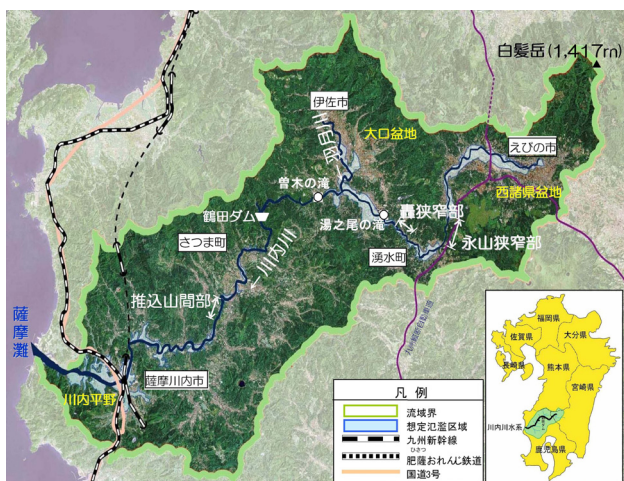 白髪岳(1,417m)
伊佐市
大口盆地
えびの市
羽月川
曽木の滝
西諸県盆地
鶴田ダム
湯之尾の滝
轟狭窄部
さつま町
永山狭窄部
湧水町
川内川
推込山間部
薩摩灘
薩摩川内市
川内平野
凡 例
流域界
想定氾濫区域
九州新幹線
ひさつ
肥薩おれんじ鉄道
国道3号
福岡県
佐賀県
大分県
長崎県
熊本県
宮崎県
川内川水系
鹿児島県